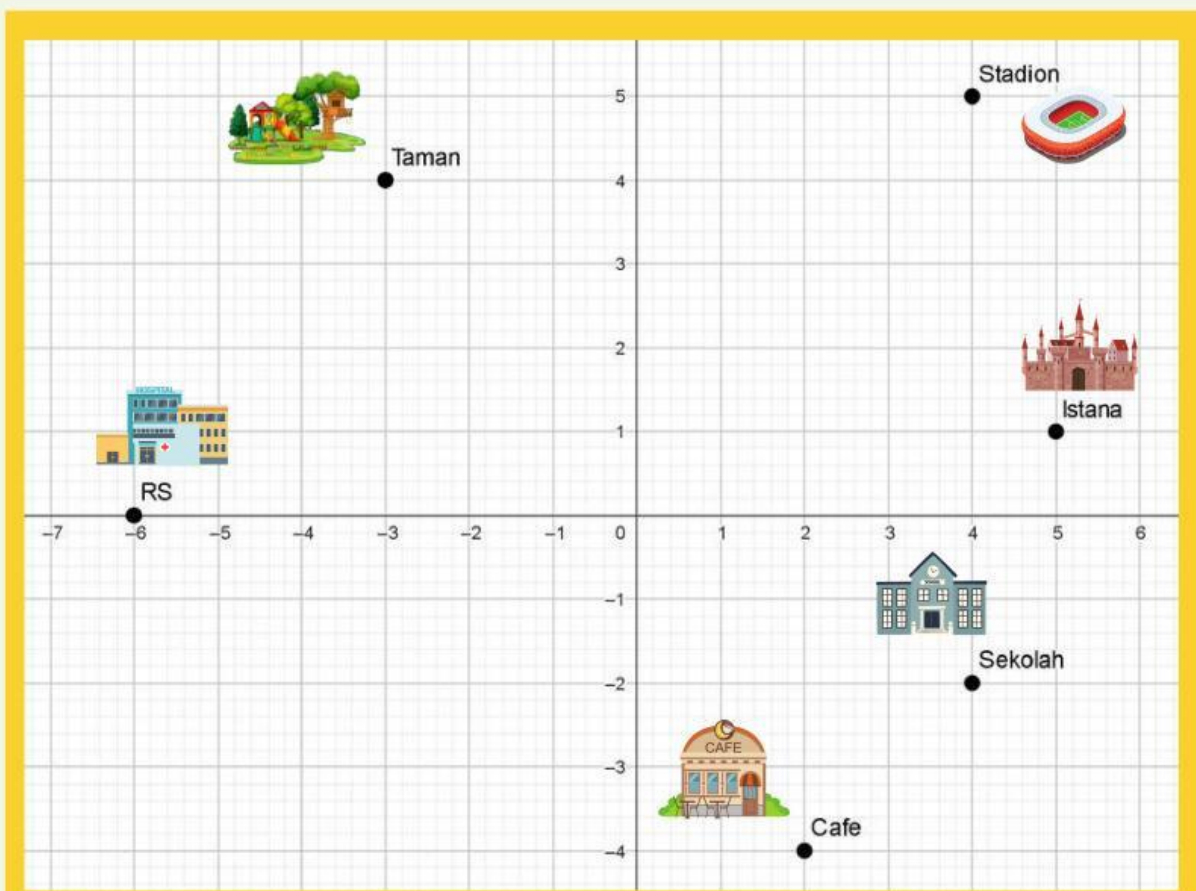 Stadion
5
Taman
4
3
2
Istana
HOSPITAL
1
RS
–7 –6 –5 –4 –3 –2 –1 0 1 2 3 4 5 6
–1
Sekolah
–2
CAFE
–3
Cafe
–4